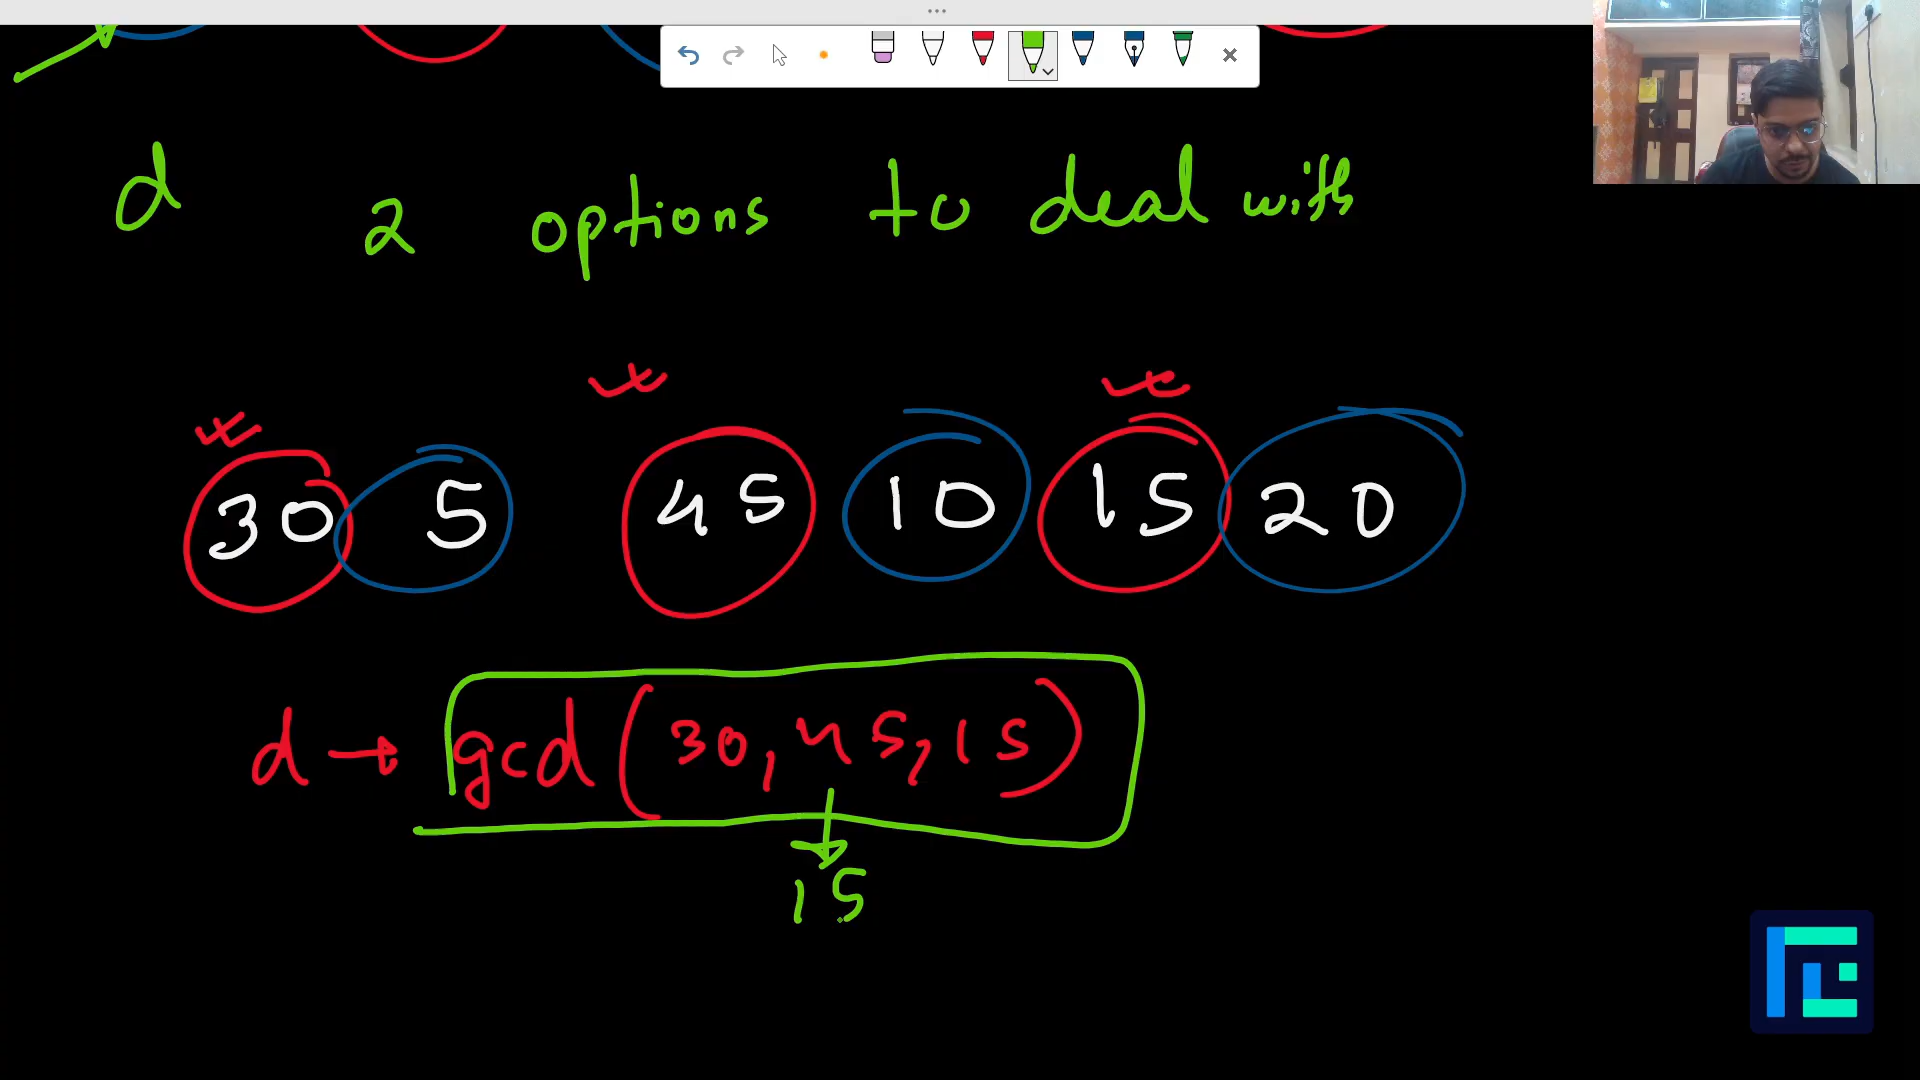 d 2 options to deal with
30 5 45 10 15 20
d → gcd (30, 45, 15)
15